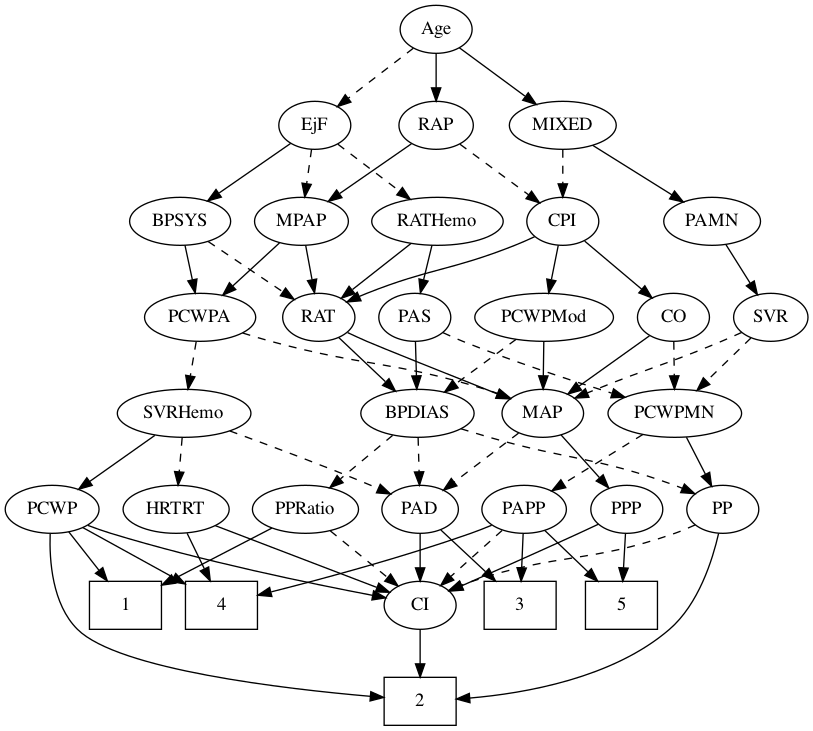 Age
EjF
RAP
MIXED
BPSYS
MPAP
RATHemo
CPI
PAMN
PCWPA
RAT
PAS
PCWPMod
CO
SVR
SVRHemo
BPDIAS
MAP
PCWPMN
PCWP
HRTRT
PPRatio
PAD
PAPP
PPP
PP
1
4
CI
3
5
2